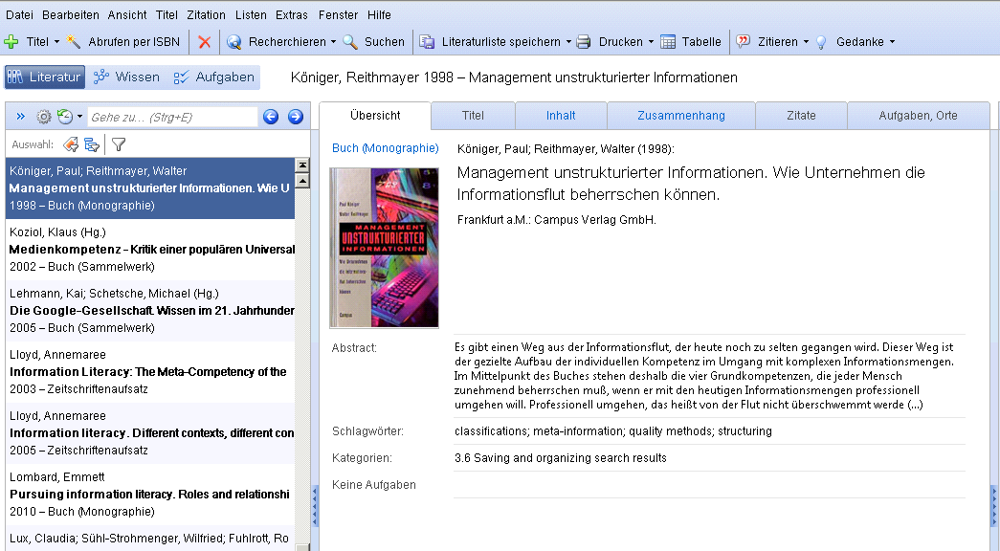 Datei Bearbeiten Ansicht Titel Zitation Listen Extras Fenster Hilfe
Titel Abrufen per ISBN Recherchieren Suchen Literaturliste speichern Drucken Tabelle Zitieren Gedanke
Literatur Wissen Aufgaben
Königer, Reithmayer 1998 – Management unstrukturierter Informationen
Gehe zu... (Strg+E)
Auswahl:
Königer, Paul; Reithmayer, Walter
Management unstrukturierter Informationen. Wie U
1998 – Buch (Monographie)
Koziol, Klaus (Hg.)
Medienkompetenz - Kritik einer populären Universal
2002 – Buch (Sammelwerk)
Lehmann, Kai; Schetsche, Michael (Hg.)
Die Google-Gesellschaft. Wissen im 21. Jahrhunder
2005 – Buch (Sammelwerk)
Lloyd, Annemaree
Information Literacy: The Meta-Competency of the
2003 – Zeitschriftenaufsatz
Lloyd, Annemaree
Information literacy. Different contexts, different con
2005 – Zeitschriftenaufsatz
Lombard, Emmett
Pursuing information literacy. Roles and relationshi
2010 – Buch (Monographie)
Lux, Claudia; Sühl-Strohmenger, Wilfried; Fuhlrott, Ro
Übersicht Titel Inhalt Zusammenhang Zitate Aufgaben, Orte
Buch (Monographie)
Königer, Paul; Reithmayer, Walter (1998):
Management unstrukturierter Informationen. Wie Unternehmen die
Informationsflut beherrschen können.
Frankfurt a.M.: Campus Verlag GmbH.
Paul Königer
Walter Reithmayer
MANAGEMENT
UNSTRUKTURIERTER
INFORMATIONEN
Wie Unternehmen
die Informations-
flut beherrschen
können
Campus
Abstract:
Es gibt einen Weg aus der Informationsflut, der heute noch zu selten gegangen wird. Dieser Weg ist
der gezielte Aufbau der individuellen Kompetenz im Umgang mit komplexen Informationsmengen.
Im Mittelpunkt des Buches stehen deshalb die vier Grundkompetenzen, die jeder Mensch
zunehmend beherrschen muß, wenn er mit den heutigen Informationsmengen professionell
umgehen will. Professionell umgehen, das heißt von der Flut nicht überschwemmt werde (...)
Schlagwörter:
classifications; meta-information; quality methods; structuring
Kategorien:
3.6 Saving and organizing search results
Keine Aufgaben